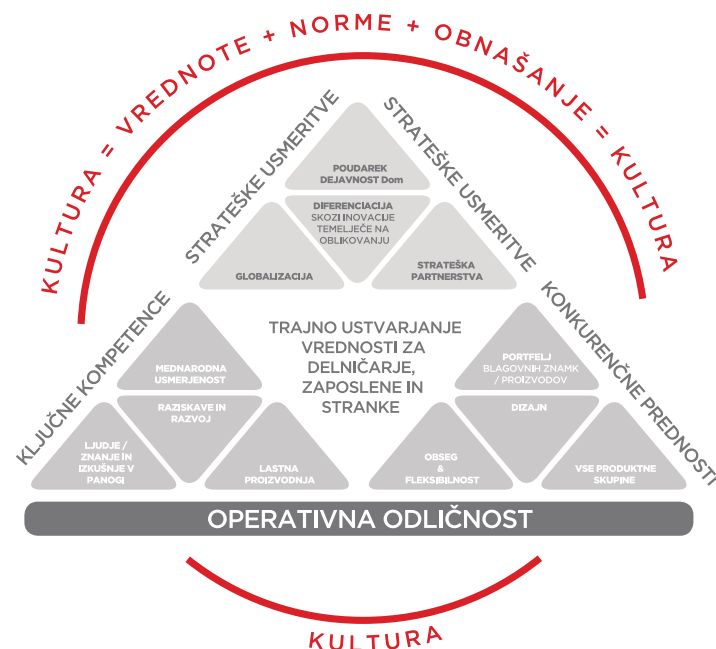 KULTURA = VREDNOTE + NORME + OBNAŠANJE = KULTURA
STRATEŠKE USMERITVE
STRATEŠKE USMERITVE
POUDAREK
DEJAVNOST Dom
DIFERENCIACIJA
SKOZI INOVACIJE
TEMELJEČE NA
OBLIKOVANJU
GLOBALIZACIJA
STRATEŠKA
PARTNERSTVA
KLJUČNE KOMPETENCE
KONKURENČNE PREDNOSTI
TRAJNO USTVARJANJE
VREDNOSTI ZA
DELNIČARJE,
ZAPOSLENE IN
STRANKE
MEDNARODNA
USMERJENOST
RAZISKAVE IN
RAZVOJ
LJUDJE /
ZNANJE IN
IZKUŠNJE V
PANOGI
LASTNA
PROIZVODNJA
PORTFELJ
BLAGOVNIH ZNAMK
/ PROIZVODOV
DIZAJN
OBSEG
&
FLEKSIBILNOST
VSE PRODUKTNE
SKUPINE
OPERATIVNA ODLIČNOST
KULTURA